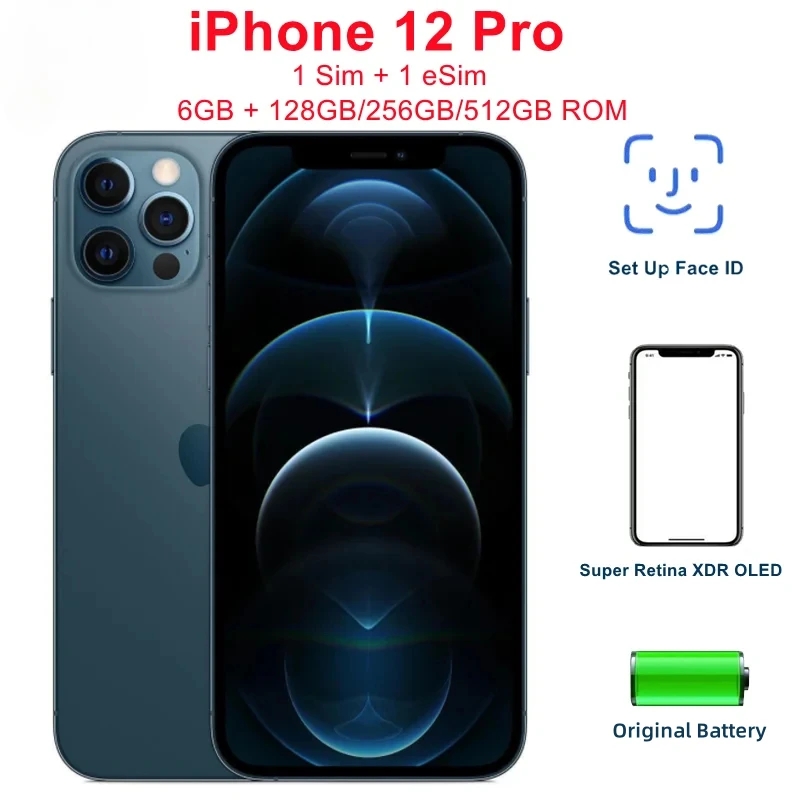 iPhone 12 Pro
1 Sim + 1 eSim
6GB + 128GB/256GB/512GB ROM
Set Up Face ID
Super Retina XDR OLED
Original Battery